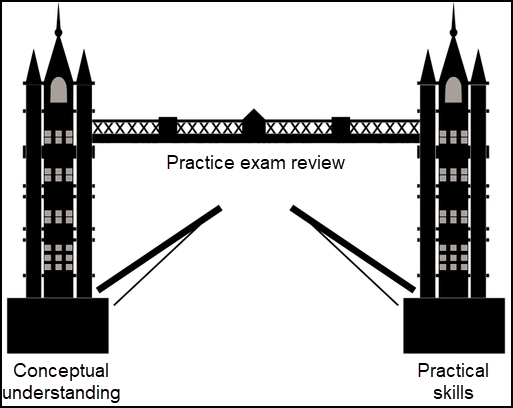 Practice exam review
Conceptual
understanding
Practical
skills